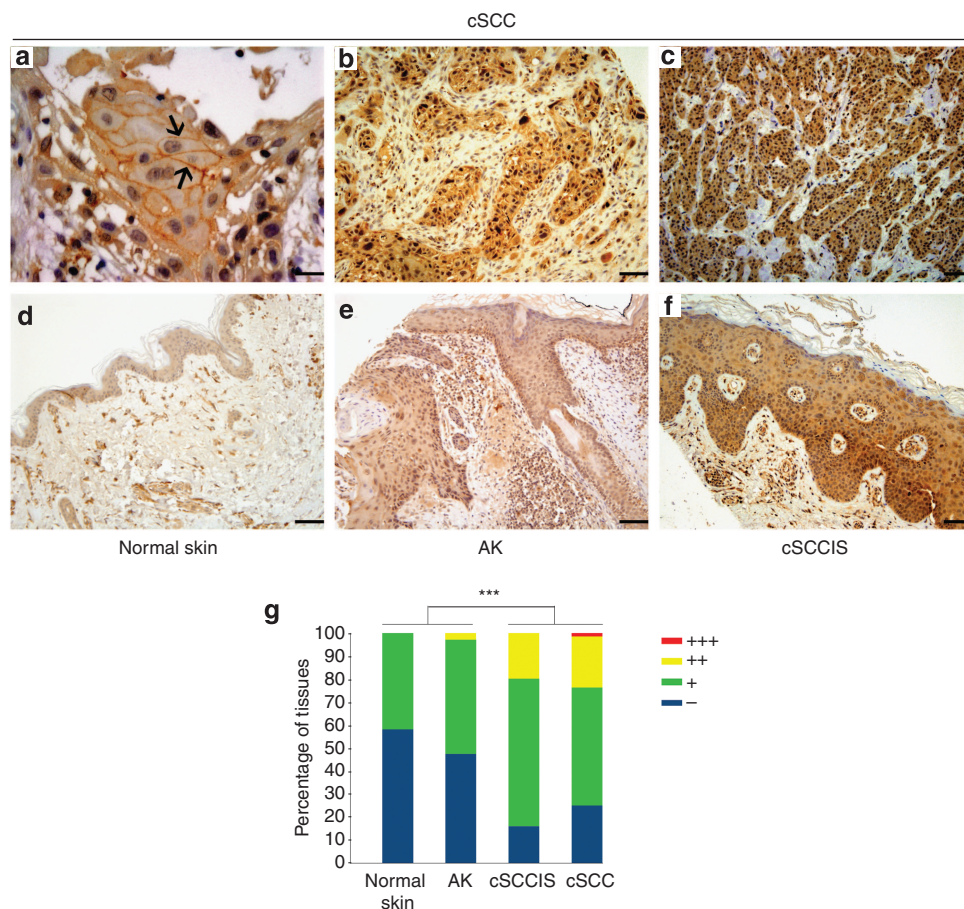 cSCC
a
b
c
d
e
f
Normal skin
AK
cSCCIS
g
***
100
90
80
70
60
50
40
30
20
10
0
Percentage of tissues
+++
++
+
–
Normal
skin
AK
cSCCIS
cSCC